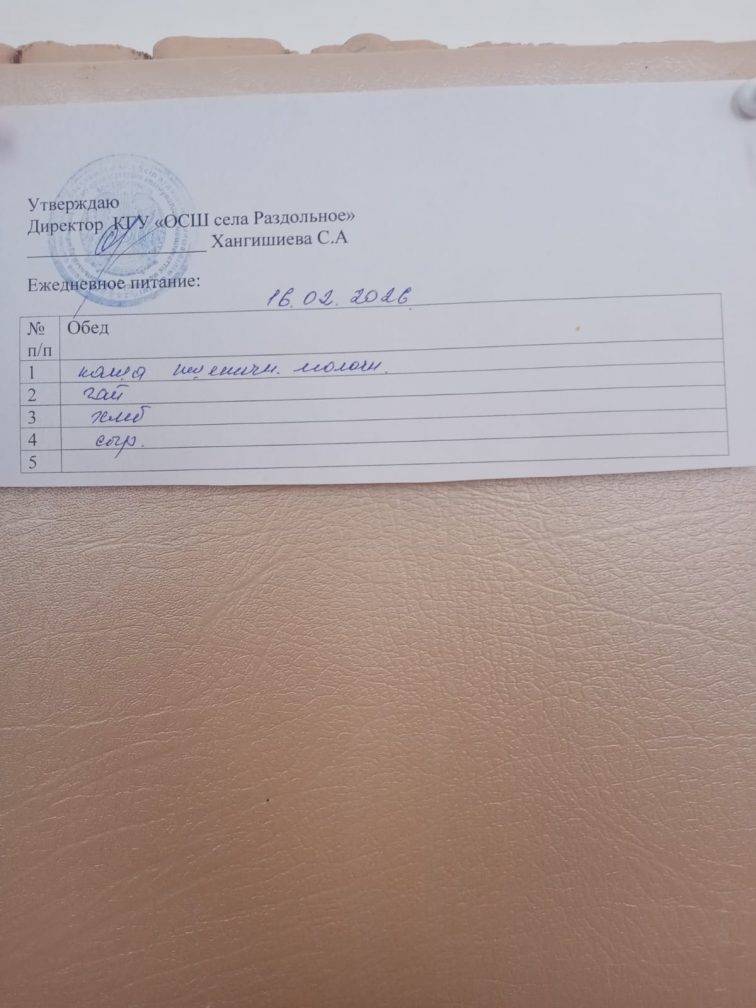 Утверждаю
Директор КГУ «ОСШ села Раздольное»
Хангишиева С.А
Ежедневное питание:
16.02.2026
№ п/п Обед
1 каша пшеничн. молочн.
2 чай
3 хлеб
4 сыр.
5